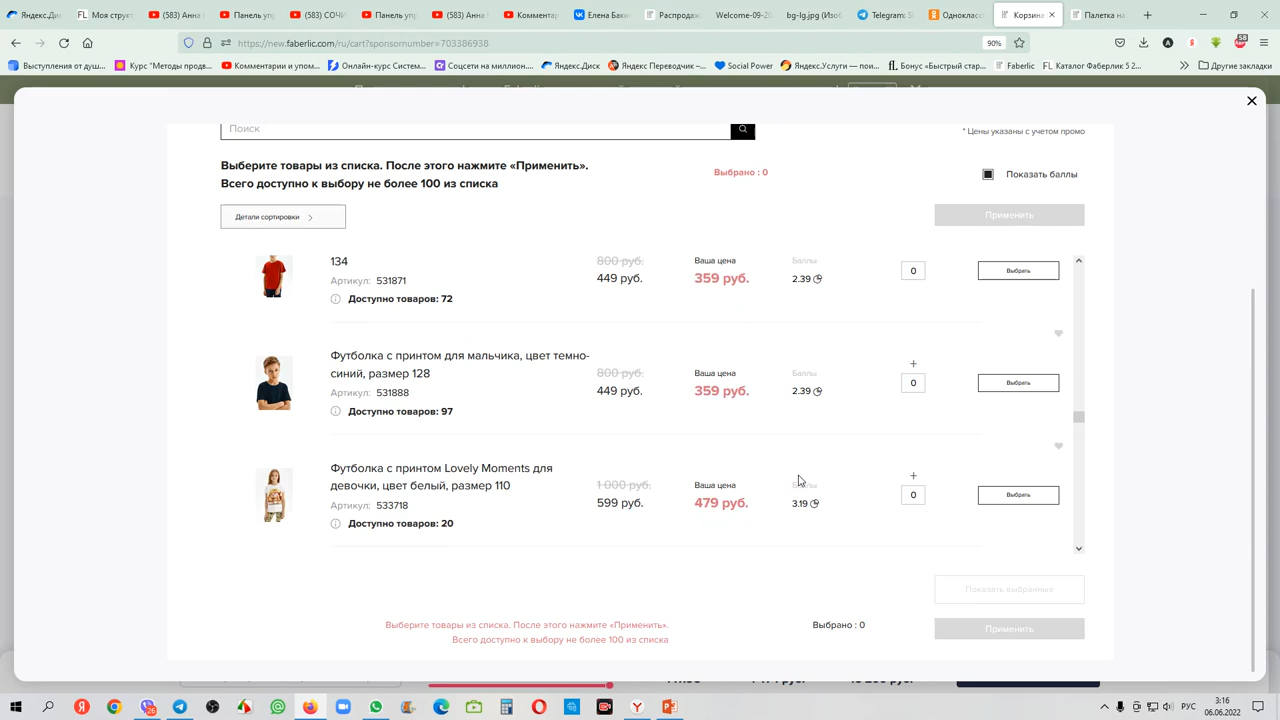 Яндекс.Дис
Моя структ
(583) Анна I
Панель упр
(583) СОЧИ
Панель упр
(583) Анна I
Елена Баки
Распродаж
Welcome-09-20
bg-lg.jpg (Изоб
Telegram: S
Одноклас
Корзина
Палетка на
https://new.faberlic.com/ru/cart?sponsornumber=703386938
90%
58
Выступления от душ...
Курс "Методы продв...
Комментарии и упом...
Онлайн-курс Систем...
Соцсети на миллион...
Яндекс.Диск
Яндекс Переводчик –...
Social Power
Яндекс.Услуги — пои...
Бонус «Быстрый стар...
Faberlic
Каталог Фаберлик 5 2...
Другие закладки
Поиск
* Цены указаны с учетом промо
Выберите товары из списка. После этого нажмите «Применить».
Всего доступно к выбору не более 100 из списка
Выбрано : 0
Показать баллы
Детали сортировки
Применить
134
Артикул: 531871
Доступно товаров: 72
800 руб.
449 руб.
Ваша цена
359 руб.
Баллы
2.39
0
Выбрать
Футболка с принтом для мальчика, цвет темно-
синий, размер 128
Артикул: 531888
Доступно товаров: 97
800 руб.
449 руб.
Ваша цена
359 руб.
Баллы
2.39
+
0
Выбрать
Футболка с принтом Lovely Moments для
девочки, цвет белый, размер 110
Артикул: 533718
Доступно товаров: 20
1 000 руб.
599 руб.
Ваша цена
479 руб.
Баллы
3.19
+
0
Выбрать
Показать выбранные
Выберите товары из списка. После этого нажмите «Применить».
Всего доступно к выбору не более 100 из списка
Выбрано : 0
Применить
26
РУС
3:16
06.06.2022